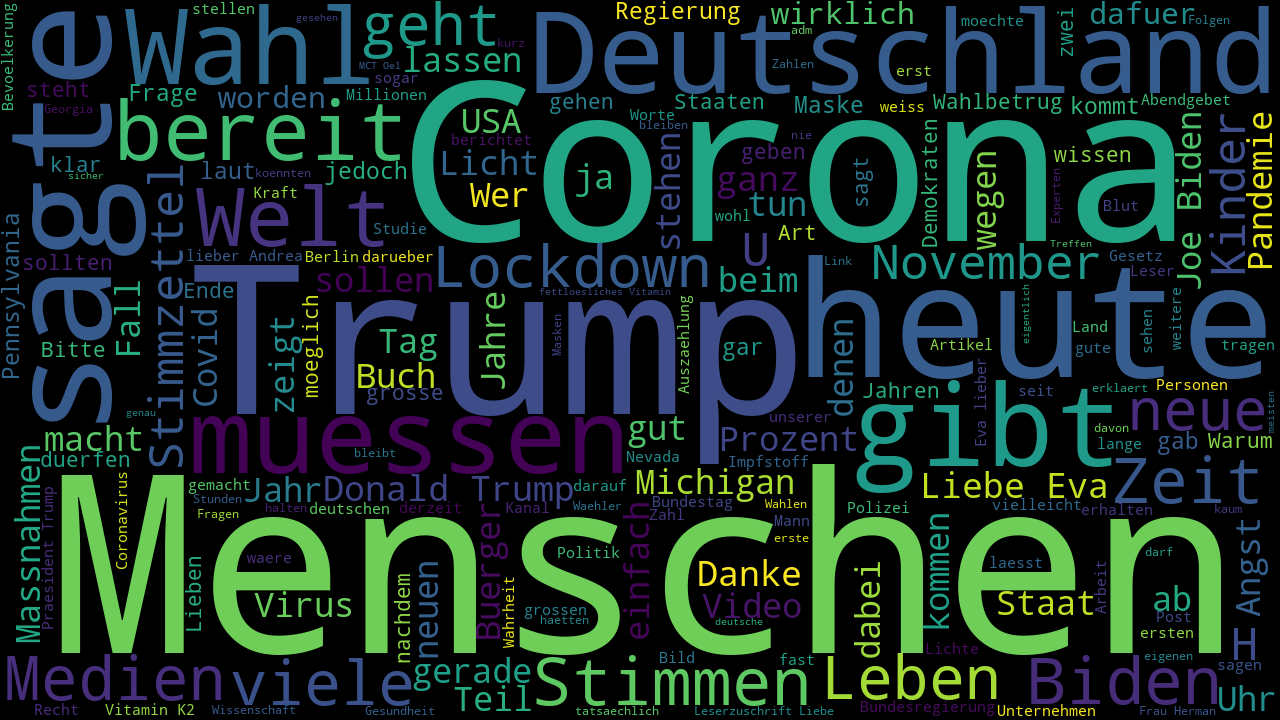 Bevoelkerung
sagte
Wahl
stellen
gesehen
geht
kurz
MCT Oel
lassen
sogar
Regierung
Deutschland
wirklich
adm
moechte
zwei
dafuer
Folgen
Zahlen
erst
steht
Georgia
Frage
worden
Millionen
gehen
Staaten
Maske
weiss
Wahlbetrug
kommt
Abendgebet
bereit
USA
berichtet
Worte
bleiben
nie
Corona
klar
sicher
laut
koennten
jedoch
Licht
Wer
ja
stehen
geben
ganz
sagt
Demokraten
wegen
wissen
Experten
Blut
Joe Biden
Kinder
Pandemie
Pennsylvania
stimmzettel
Welt
Kraft
Studie
wohl
tun
Art
Treffen
sollten
lieber Andrea
Berlin
darueber
Lockdown
U
Link
November
Gesetz
Leser
Ende
sollen
fettloesliches Vitamin
beim
Fall
Covid
Trump
heute
eigentlich
weitere
Bitte
zeigt
moeglich
Tag
Jahre
Masken
Auszaehlung
gar
denen
Artikel
Land
gute
sehen
tragen
Buch
grosse
Jahren
Eva lieber
seit
erklaert
Personen
meisten
genau
muessen
unserer
gibt
davon
neue
macht
gut
Prozent
lange
gab
Warum
duerfen
bleibt
Nevada
Impfstoff
Massnahmen
Praesident Trump
Coronavirus
gemacht
Stunden
Fragen
Jahr
halten
Donald Trump
deutschen
derzeit
Kanal
darauf
Waehler
Michigan
Bundestag
Zahl
Wahlen
Mann
erste
Polizei
Liebe Eva
vielleicht
erhalten
Zeit
kaum
Menschen
Lieben
waere
Virus
nachdem
neuen
Buerger
Wahrheit
Politik
grossen
haetten
einfach
Danke
Video
deutsche
dabei
kommen
laesst
Staat
Arbeit
darf
ab
Post
ersten
Angst
H
Medien
viele
gerade
Teil
Stimmen
Bild
fast
Leben
Lichte
Biden
eigenen
sagen
Uhr
Recht
Vitamin K2
Wissenschaft
Gesundheit
tatsaechlich
Leserzuschrift Liebe
Bundesregierung
Unternehmen
Frau Herman